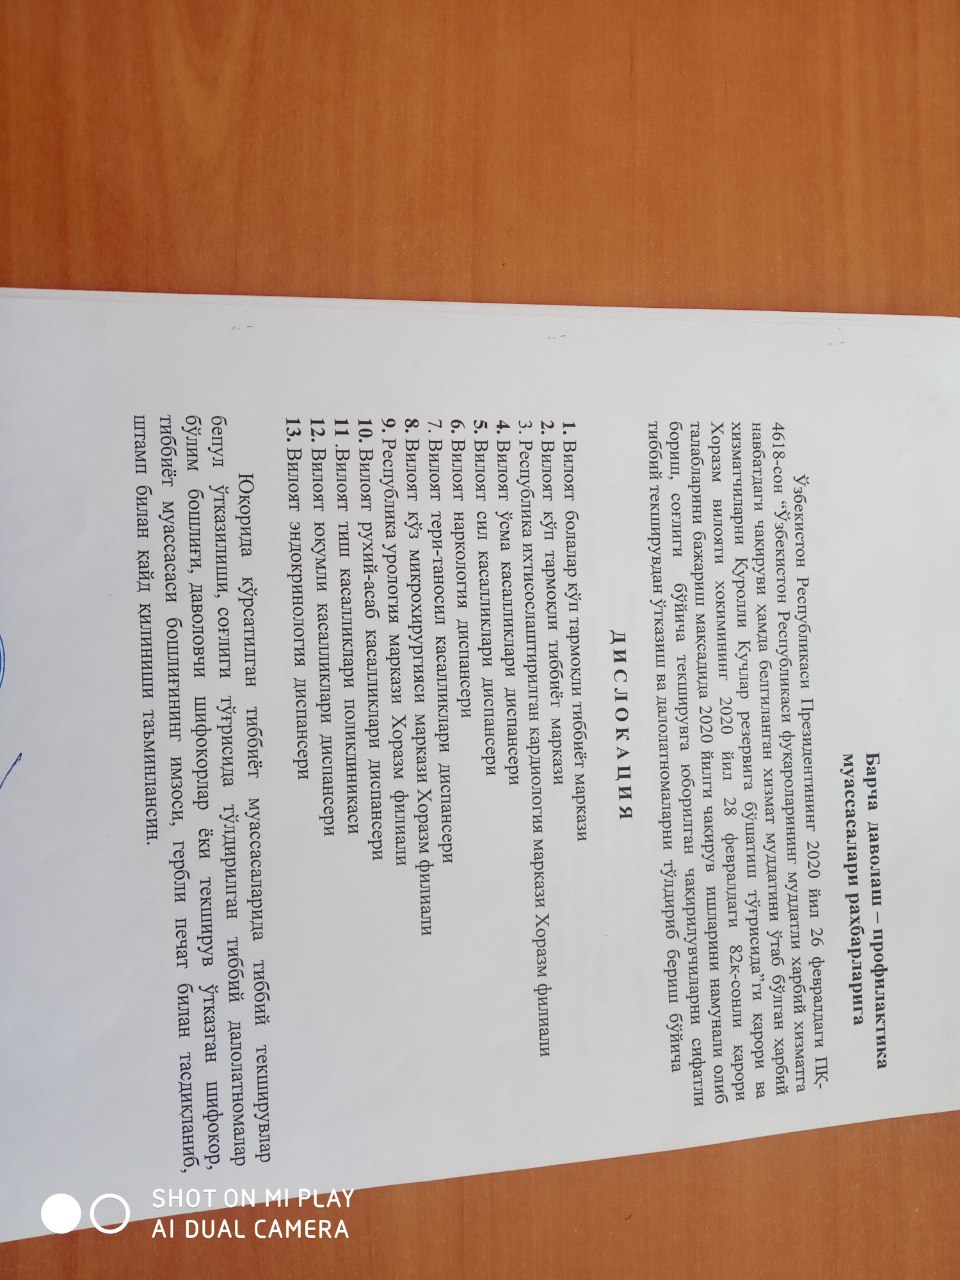 Барча даволаш – профилактика
муассасалари рахбарларига
Ўзбекистон Республикаси Президентининг 2020 йил 26 февралдаги ПҚ-
4618-сон “Ўзбекистон Республикаси фуқароларининг муддатли харбий хизматга
навбатдаги чақируви ҳамда белгиланган хизмат муддатини ўтаб бўлган ҳарбий
хизматчиларни Қуролли Кучлар резервига бўшатиш тўғрисида”ги қарори ва
Хоразм вилояти хокимининг 2020 йил 28 февралдаги 82к-сонли қарори
талабларини бажариш мақсадида 2020 йилги чақирув ишларини намунали олиб
бориш, соғлиги бўйича текширувга юборилган чақирилувчиларни сифатли
тиббий текширувдан ўтказиш ва далолатномаларни тўлдириб бериш бўйича
ДИСЛОКАЦИЯ
1. Вилоят болалар кўп тармокли тиббиёт маркази
2. Вилоят кўп тармоқли тиббиёт маркази
3. Республика ихтисослаштирилган кардиология маркази Хоразм филиали
4. Вилоят ўсма касалликлари диспансери
5. Вилоят сил касалликлари диспансери
6. Вилоят наркология диспансери
7. Вилоят тери-таносил касалликлари диспансери
8. Вилоят кўз микрохирургияси маркази Хоразм филиали
9. Республика урология маркази Хоразм филиали
10. Вилоят рухий-асаб касалликлари диспансери
11 .Вилоят тиш касалликлари поликлиникаси
12. Вилоят юқумли касалликлари диспансери
13. Вилоят эндокринология диспансери
Юқорида кўрсатилган тиббиёт муассасаларида тиббий текширувлар
бепул ўтказилиши, соғлиги тўғрисида тўлдирилган тиббий далолатномалар
бўлим бошлиғи, даволовчи шифокорлар ёки текширув ўтказган шифокор,
тиббиёт муассасаси бошлиғининг имзоси, гербли печат билан тасдиқланиб,
штамп билан қайд қилиниши таъминлансин.
SHOT ON MI PLAY
AI DUAL CAMERA